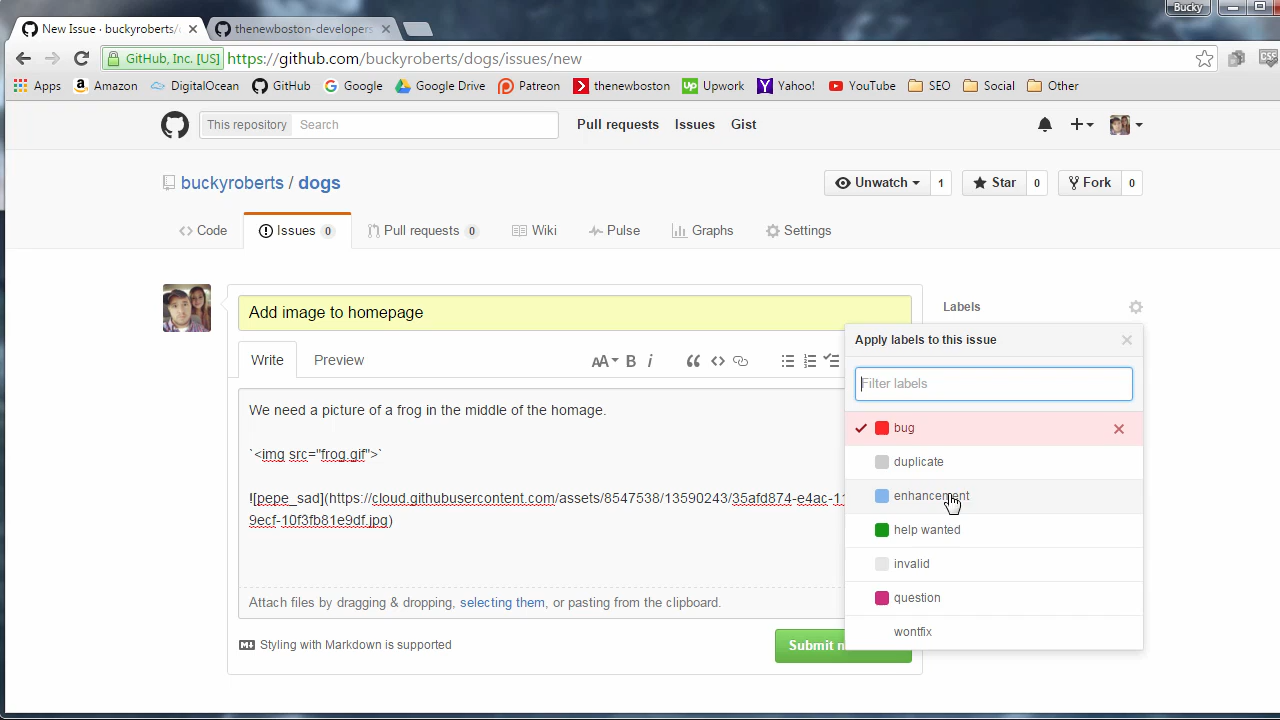 Bucky
New Issue · buckyroberts/
thenewboston-developers
GitHub, Inc. [US] https://github.com/buckyroberts/dogs/issues/new
Apps Amazon DigitalOcean GitHub Google Google Drive Patreon thenewboston Upwork Yahoo! YouTube SEO Social Other
This repository Search Pull requests Issues Gist
buckyroberts / dogs Unwatch 1 Star 0 Fork 0
Code Issues 0 Pull requests 0 Wiki Pulse Graphs Settings
Add image to homepage
Labels
Write Preview AA B i
Apply labels to this issue
Filter labels
We need a picture of a frog in the middle of the homage.
bug
`<img src="frog.gif">`
duplicate
![pepe_sad](https://cloud.githubusercontent.com/assets/8547538/13590243/35afd874-e4ac-11
enhancement
9ecf-10f3fb81e9df.jpg)
help wanted
invalid
Attach files by dragging & dropping, selecting them, or pasting from the clipboard.
question
wontfix
Styling with Markdown is supported
Submit